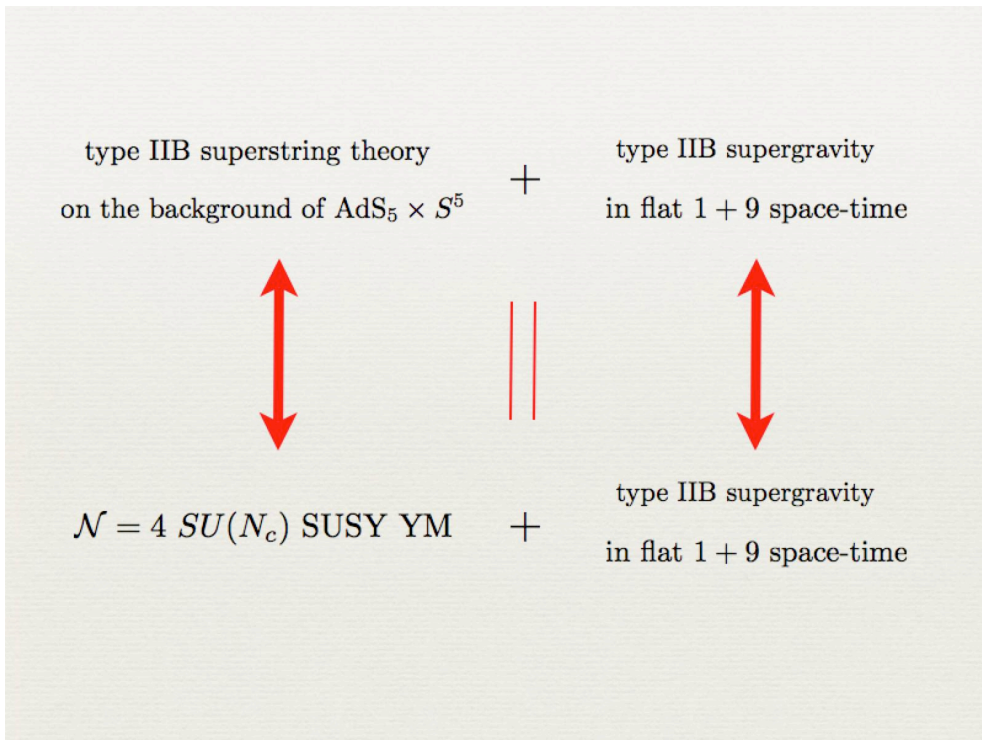 type IIB superstring theory
on the background of AdS₅ × S⁵
+
type IIB supergravity
in flat 1 + 9 space-time
𝒩 = 4 SU(N_c) SUSY YM
+
type IIB supergravity
in flat 1 + 9 space-time